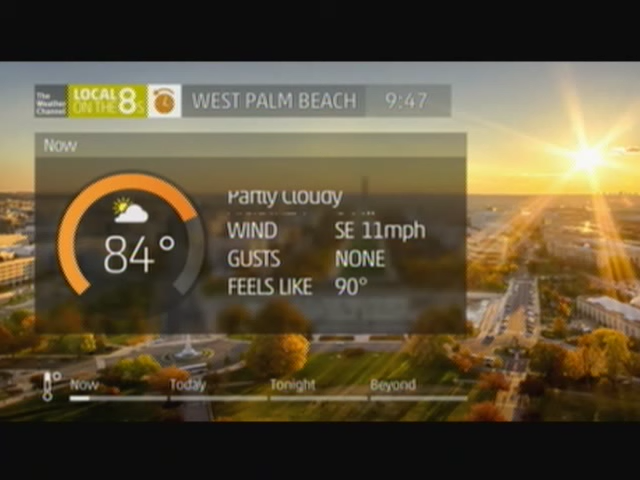 The Weather Channel
LOCAL ON THE 8s
WEST PALM BEACH 9:47
Now
84°
Partly Cloudy
WIND SE 11mph
GUSTS NONE
FEELS LIKE 90°
Now Today Tonight Beyond